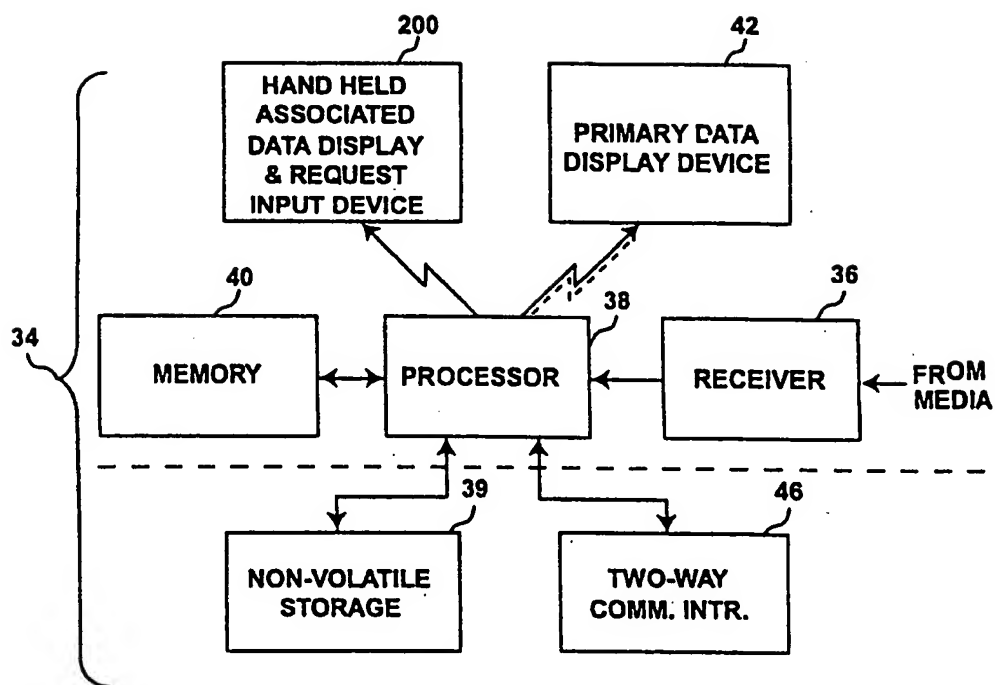 200
HAND HELD
ASSOCIATED
DATA DISPLAY
& REQUEST
INPUT DEVICE
42
PRIMARY DATA
DISPLAY DEVICE
34
40
MEMORY
38
PROCESSOR
36
RECEIVER
FROM
MEDIA
39
NON-VOLATILE
STORAGE
46
TWO-WAY
COMM. INTR.